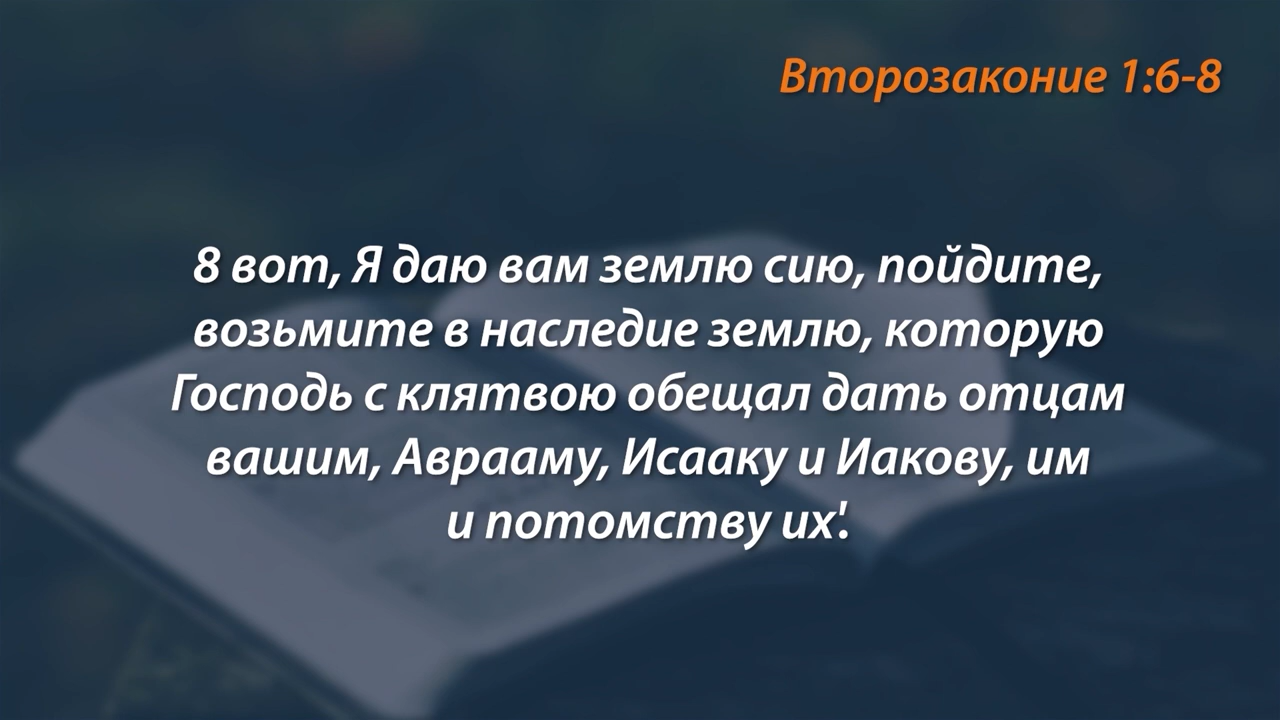 Второзаконие 1:6-8
8 вот, Я даю вам землю сию, пойдите,
возьмите в наследие землю, которую
Господь с клятвою обещал дать отцам
вашим, Аврааму, Исааку и Иакову, им
и потомству их'.